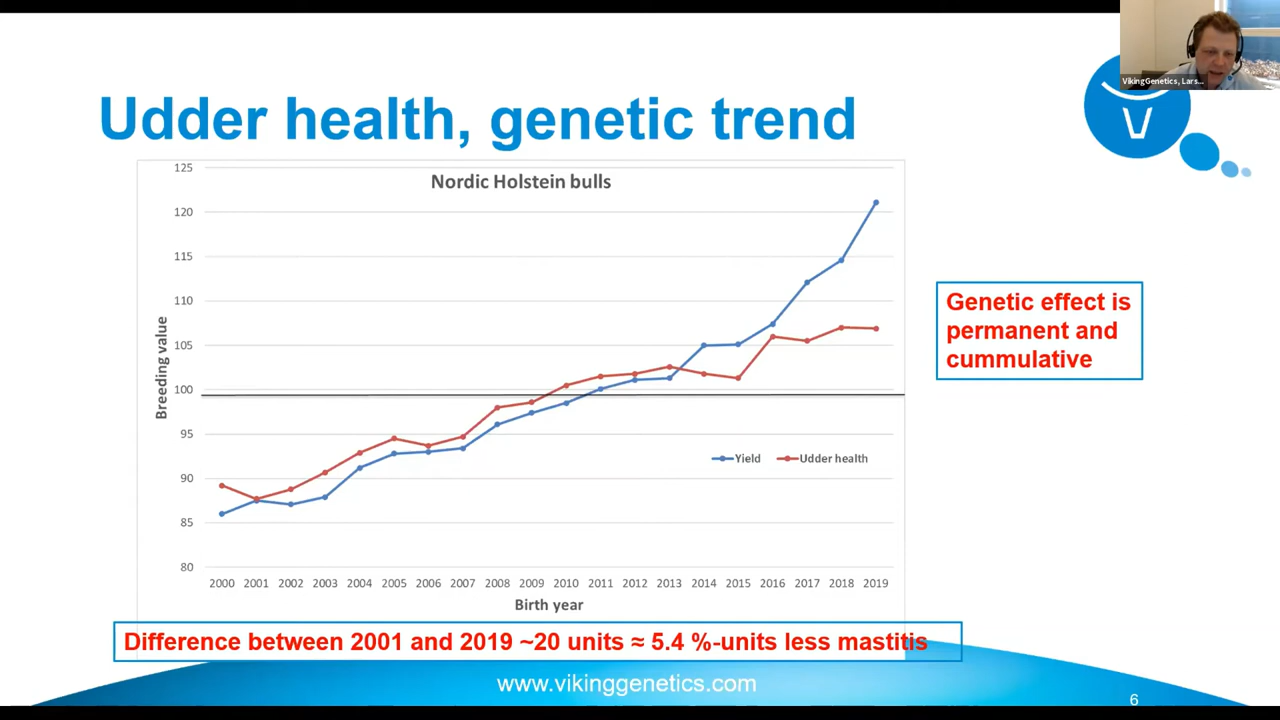 VikingGenetics, Lars...
Udder health, genetic trend
Nordic Holstein bulls
125
120
115
110
105
100
95
90
85
80
Breeding value
Yield
Udder health
2000 2001 2002 2003 2004 2005 2006 2007 2008 2009 2010 2011 2012 2013 2014 2015 2016 2017 2018 2019
Birth year
Genetic effect is
permanent and
cummulative
Difference between 2001 and 2019 ~20 units ≈ 5.4 %-units less mastitis
www.vikinggenetics.com
6